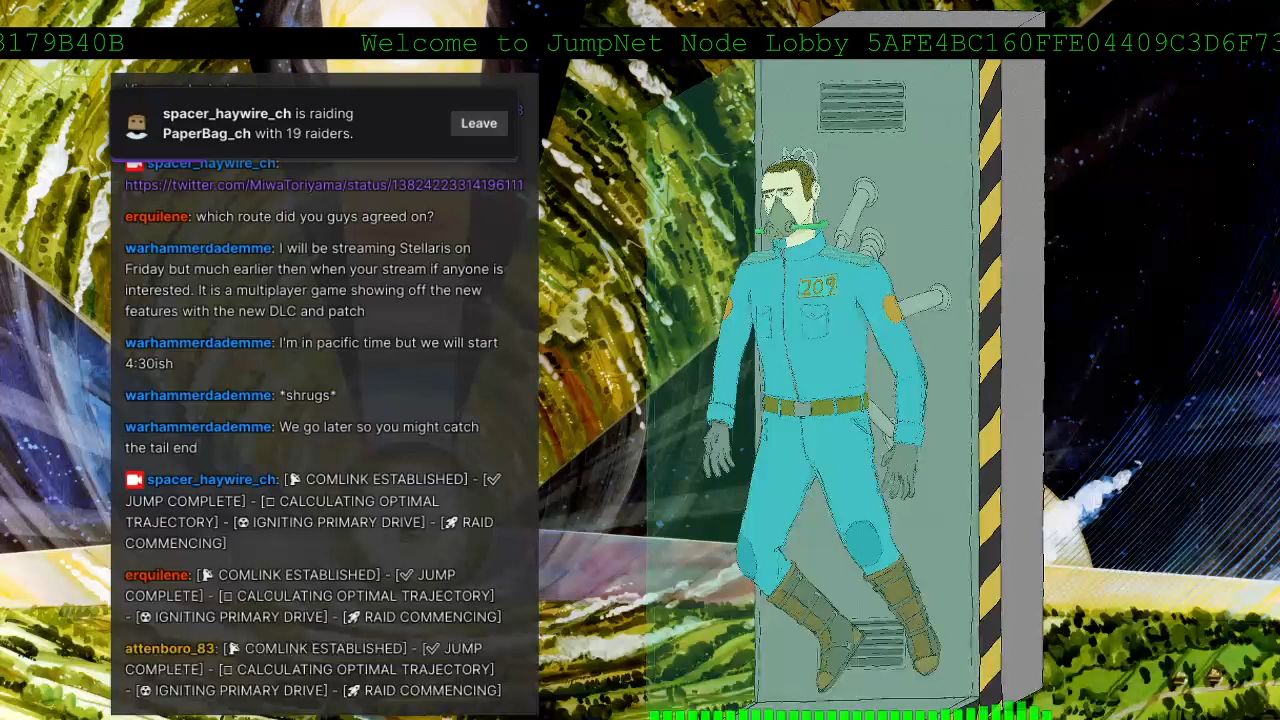 3179B40B Welcome to JumpNet Node Lobby 5AFE4BC160FFE04409C3D6F73
spacer_haywire_ch is raiding
PaperBag_ch with 19 raiders.
Leave
spacer_haywire_ch:
https://twitter.com/MiwaToriyama/status/13824223314196111
erquilene: which route did you guys agreed on?
warhammerdademme: I will be streaming Stellaris on
Friday but much earlier then when your stream if anyone is
interested. It is a multiplayer game showing off the new
features with the new DLC and patch
warhammerdademme: I'm in pacific time but we will start
4:30ish
warhammerdademme: *shrugs*
warhammerdademme: We go later so you might catch
the tail end
spacer_haywire_ch: [📡 COMLINK ESTABLISHED] - [✅
JUMP COMPLETE] - [□ CALCULATING OPTIMAL
TRAJECTORY] - [☢ IGNITING PRIMARY DRIVE] - [🚀 RAID
COMMENCING]
erquilene: [📡 COMLINK ESTABLISHED] - [✅ JUMP
COMPLETE] - [□ CALCULATING OPTIMAL TRAJECTORY]
- [☢ IGNITING PRIMARY DRIVE] - [🚀 RAID COMMENCING]
attenboro_83: [📡 COMLINK ESTABLISHED] - [✅ JUMP
COMPLETE] - [□ CALCULATING OPTIMAL TRAJECTORY]
- [☢ IGNITING PRIMARY DRIVE] - [🚀 RAID COMMENCING]
209